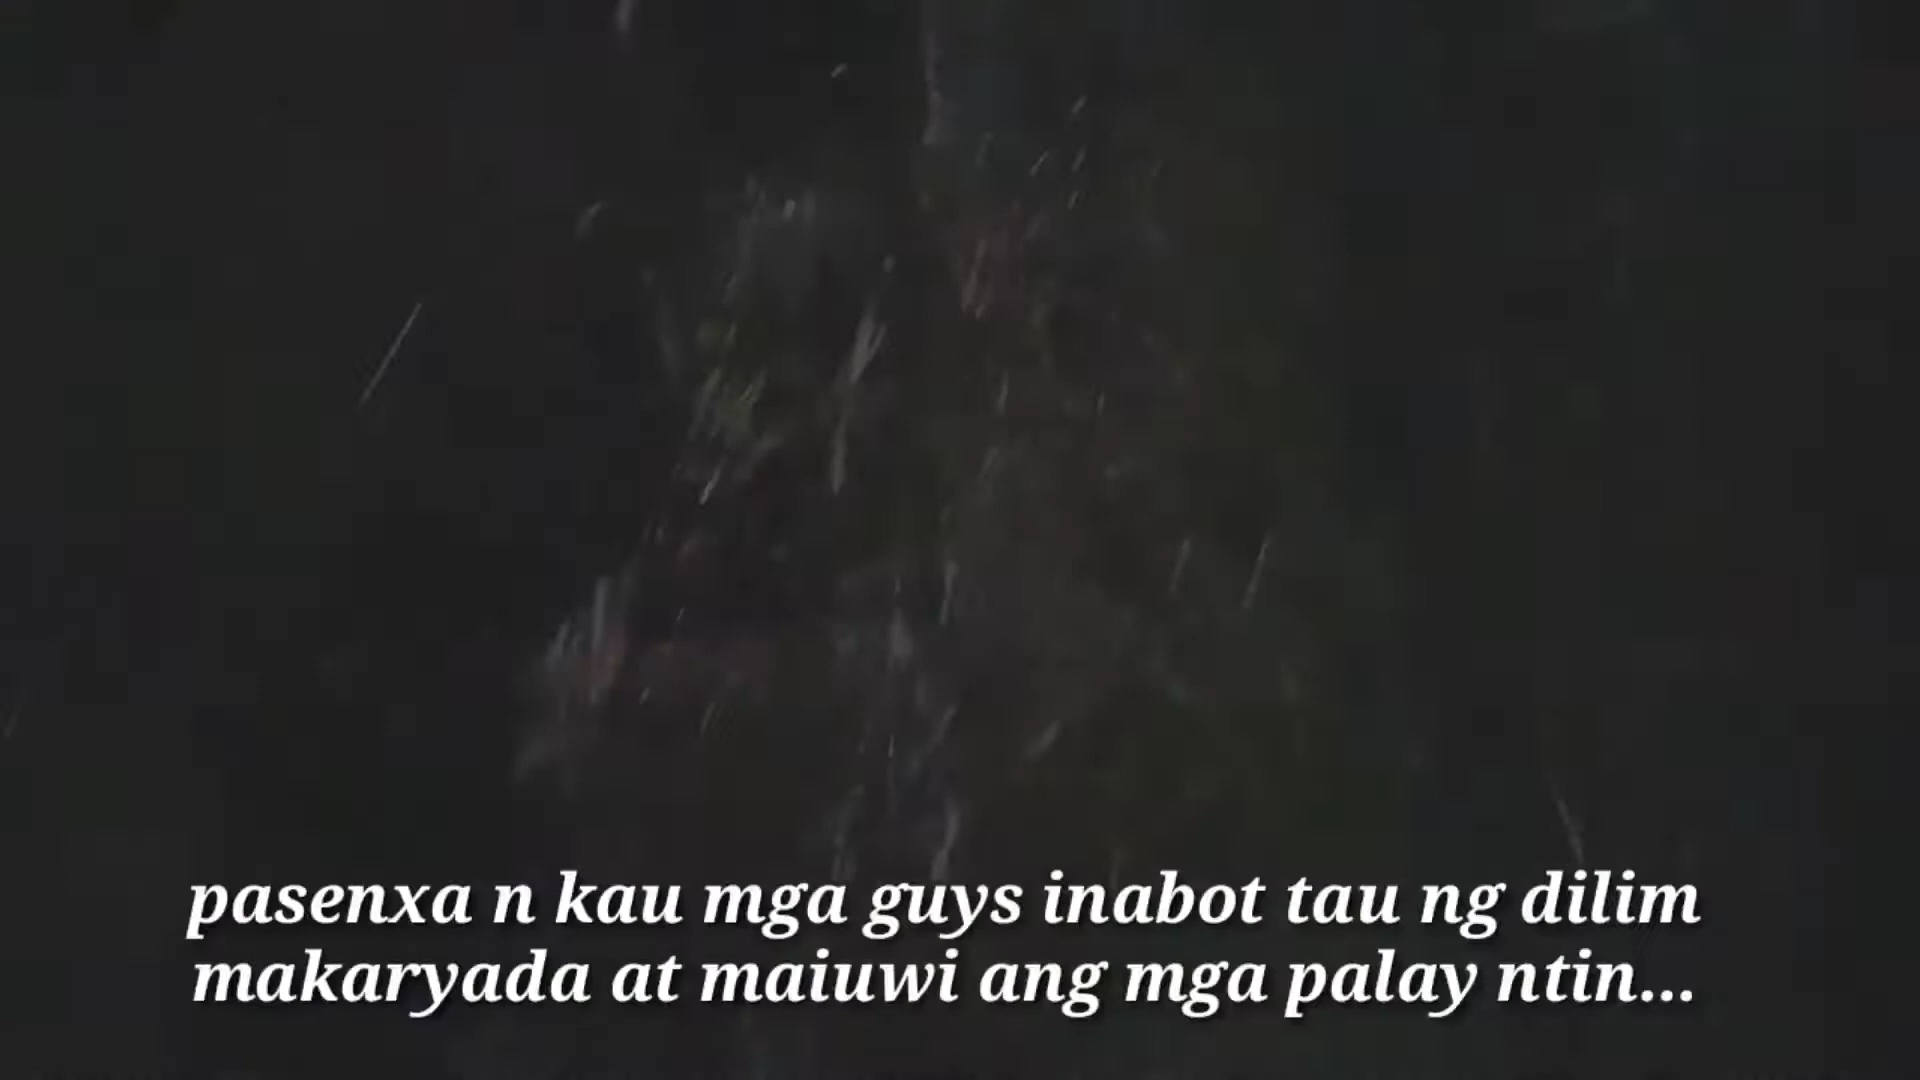 pasenxa n kau mga guys inabot tau ng dilim
makaryada at maiuwi ang mga palay ntin...